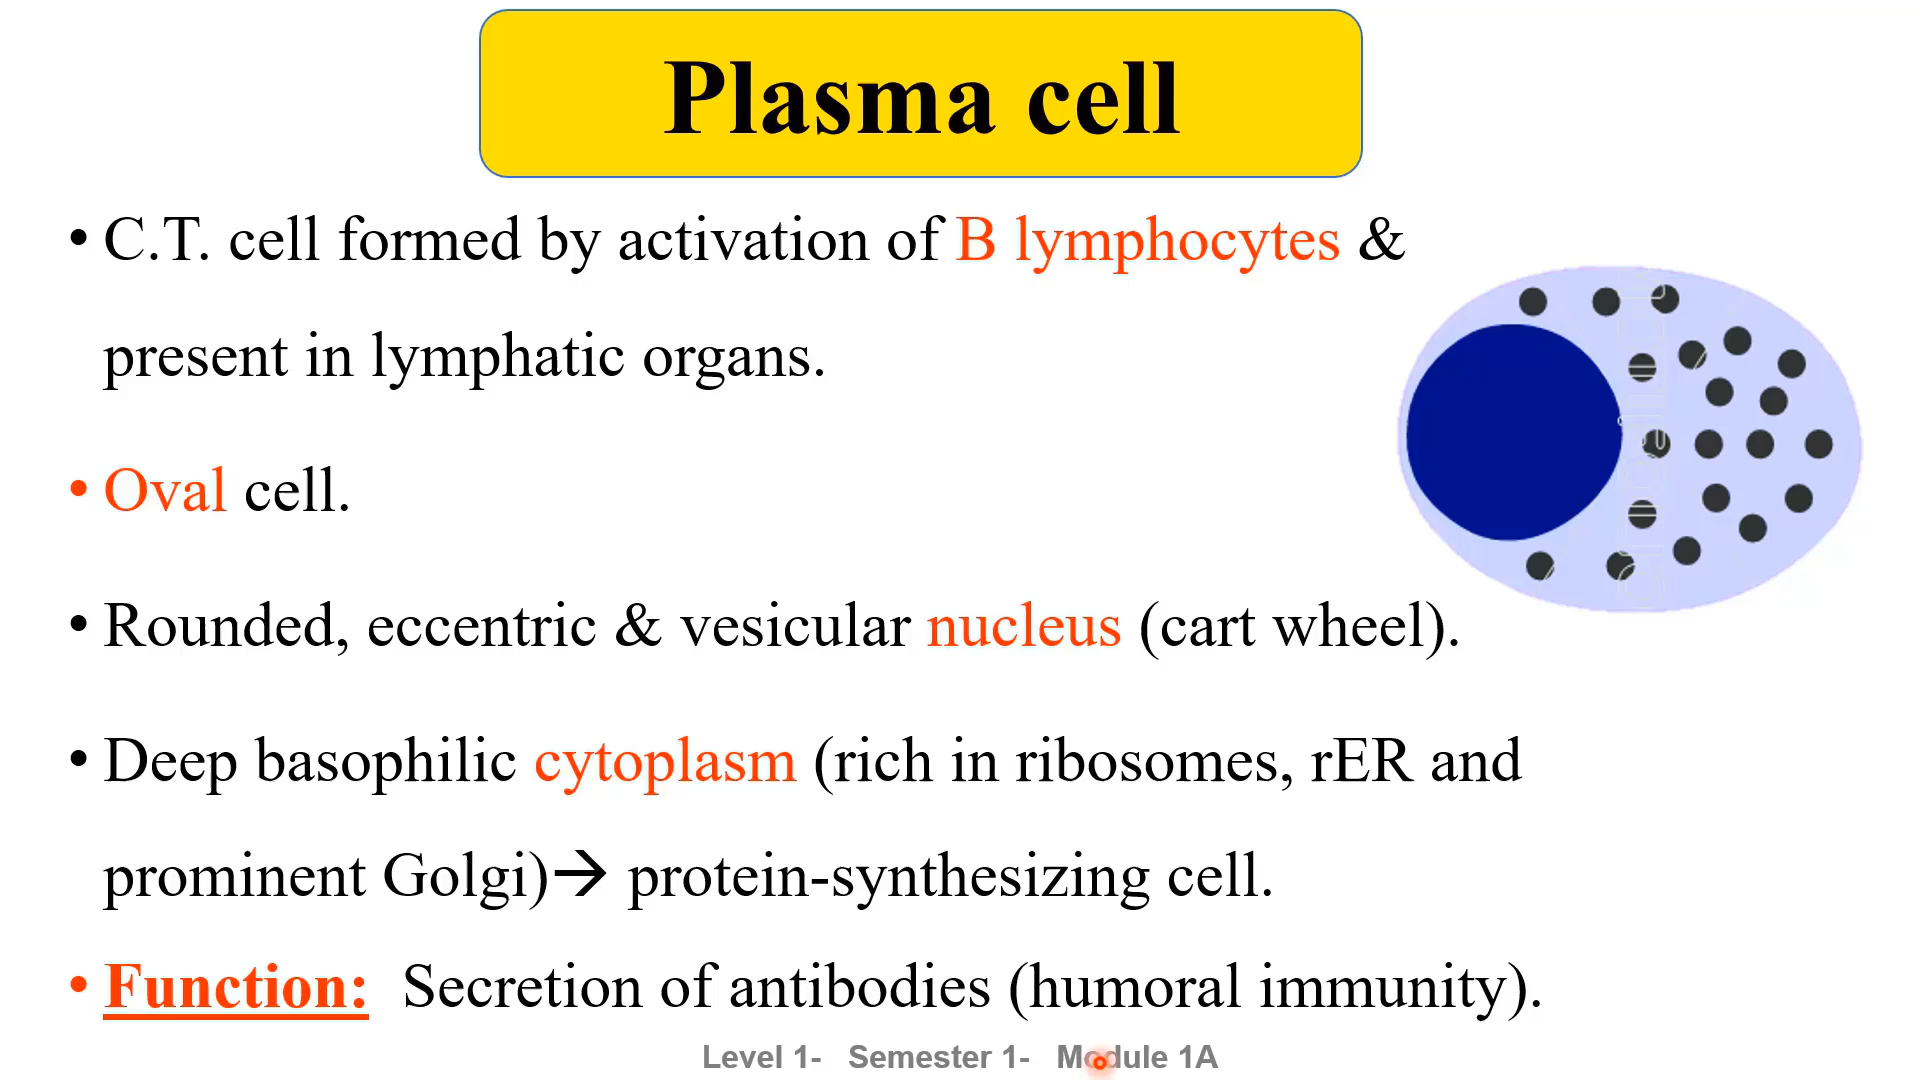 Plasma cell
• C.T. cell formed by activation of B lymphocytes &
present in lymphatic organs.
• Oval cell.
• Rounded, eccentric & vesicular nucleus (cart wheel).
• Deep basophilic cytoplasm (rich in ribosomes, rER and
prominent Golgi)→ protein-synthesizing cell.
• Function: Secretion of antibodies (humoral immunity).
Level 1- Semester 1- Module 1A